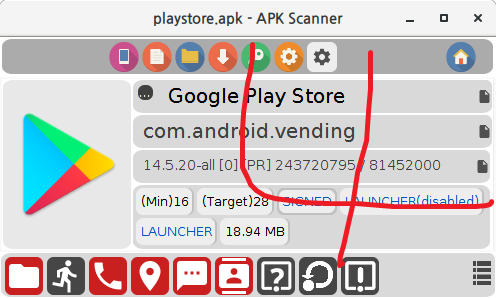 playstore.apk - APK Scanner
Google Play Store
com.android.vending
14.5.20-all [0] [PR] 243720795 / 81452000
(Min)16 (Target)28 SIGNED LAUNCHER(disabled)
LAUNCHER 18.94 MB